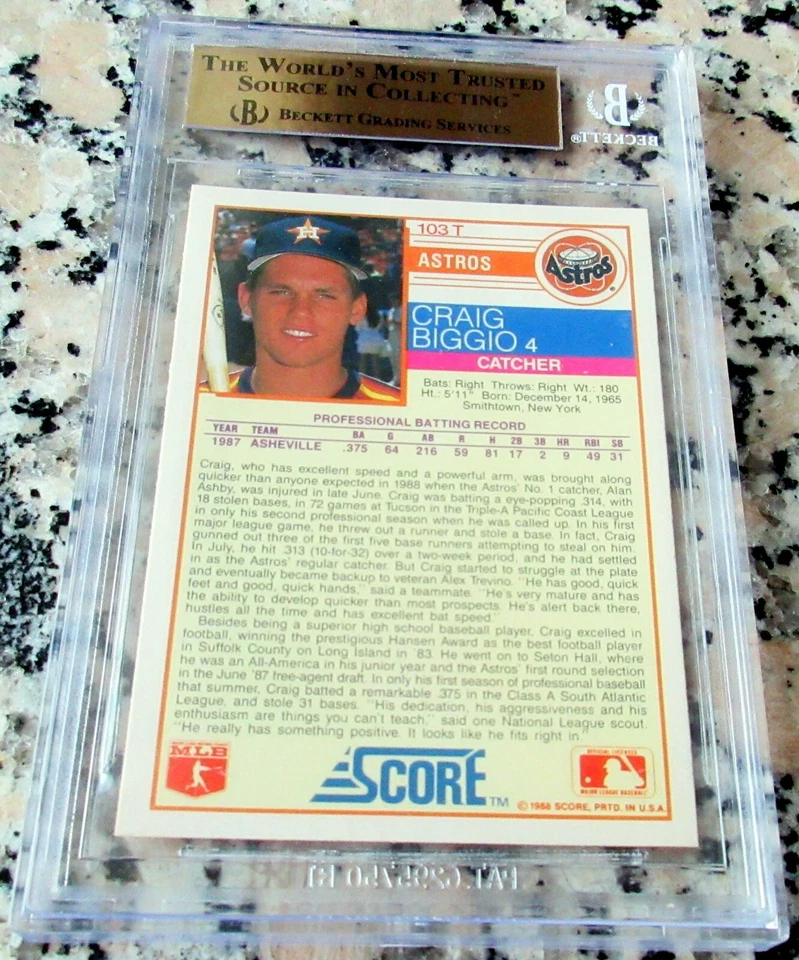 THE WORLD'S MOST TRUSTED
SOURCE IN COLLECTING™
(B) BECKETT GRADING SERVICES
B
BECKETT®
103 T
ASTROS
Astros
CRAIG
BIGGIO 4
CATCHER
Bats: Right Throws: Right Wt.: 180
Ht.: 5'11" Born: December 14, 1965
Smithtown, New York
PROFESSIONAL BATTING RECORD
YEAR TEAM BA G AB R H 2B 3B HR RBI SB
1987 ASHEVILLE .375 64 216 59 81 17 2 9 49 31
Craig, who has excellent speed and a powerful arm, was brought along
quicker than anyone expected in 1988 when the Astros' No. 1 catcher, Alan
Ashby, was injured in late June. Craig was batting a eye-popping .314, with
18 stolen bases, in 72 games at Tucson in the Triple-A Pacific Coast League
in only his second professional season when he was called up. In his first
major league game, he threw out a runner and stole a base. In fact, Craig
gunned out three of the first five base runners attempting to steal on him.
In July, he hit .313 (10-for-32) over a two-week period, and he had settled
in as the Astros' regular catcher. But Craig started to struggle at the plate
and eventually became backup to veteran Alex Trevino. "He has good, quick
feet and good, quick hands," said a teammate. "He's very mature and has
the ability to develop quicker than most prospects. He's alert back there,
hustles all the time and has excellent bat speed."
Besides being a superior high school baseball player, Craig excelled in
football, winning the prestigious Hansen Award as the best football player
in Suffolk County on Long Island in '83. He went on to Seton Hall, where
he was an All-America in his junior year and the Astros' first round selection
in the June '87 free-agent draft. In only his first season of professional baseball
that summer, Craig batted a remarkable .375 in the Class A South Atlantic
League, and stole 31 bases. "His dedication, his aggressiveness and his
enthusiasm are things you can't teach," said one National League scout.
"He really has something positive. It looks like he fits right in."
MLB
SCORE™
OFFICIAL LICENSEE
MAJOR LEAGUE BASEBALL
© 1988 SCORE, PRTD. IN U.S.A.